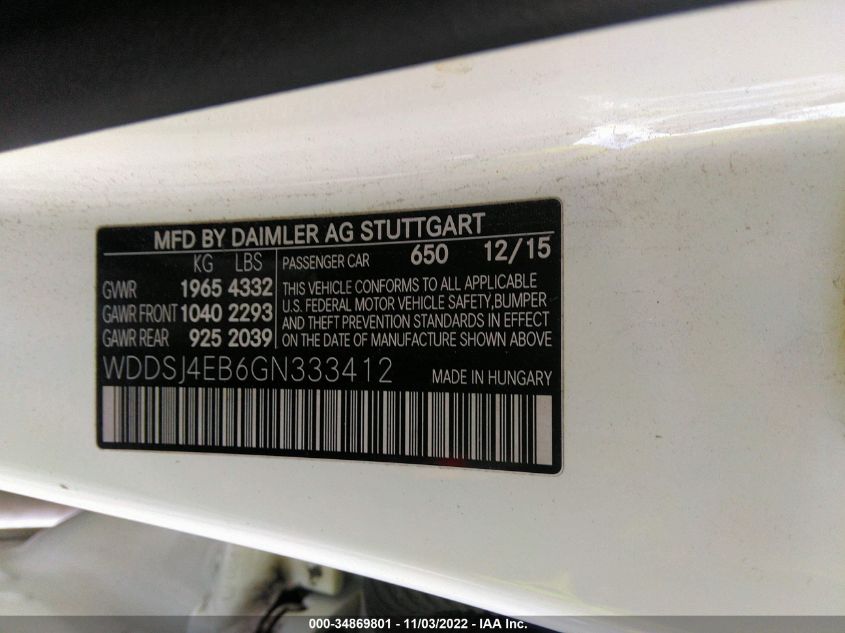 MFD BY DAIMLER AG STUTTGART
KG LBS
GVWR 1965 4332
GAWR FRONT 1040 2293
GAWR REAR 925 2039
PASSENGER CAR 650 12/15
THIS VEHICLE CONFORMS TO ALL APPLICABLE
U.S. FEDERAL MOTOR VEHICLE SAFETY,BUMPER
AND THEFT PREVENTION STANDARDS IN EFFECT
ON THE DATE OF MANUFACTURE SHOWN ABOVE
WDDSJ4EB6GN333412
MADE IN HUNGARY
000-34869801 - 11/03/2022 - IAA Inc.